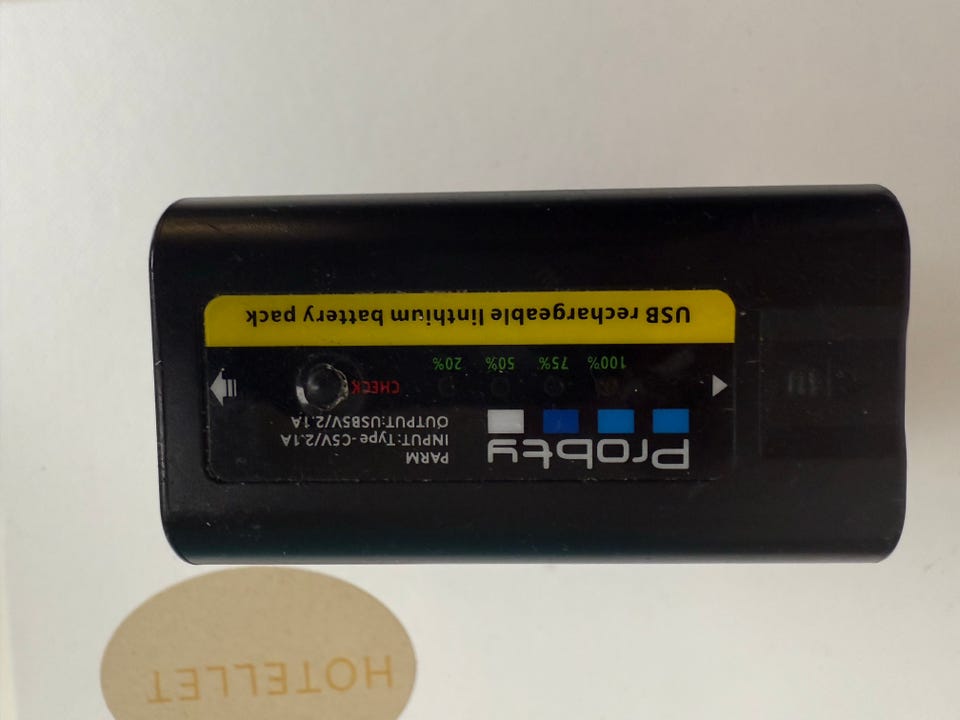 Probty
PARM
INPUT:Type-C5V/2.1A
OUTPUT:USB5V/2.1A
CHECK
100% 75% 50% 20%
USB rechargeable linthium battery pack
HOTELLET